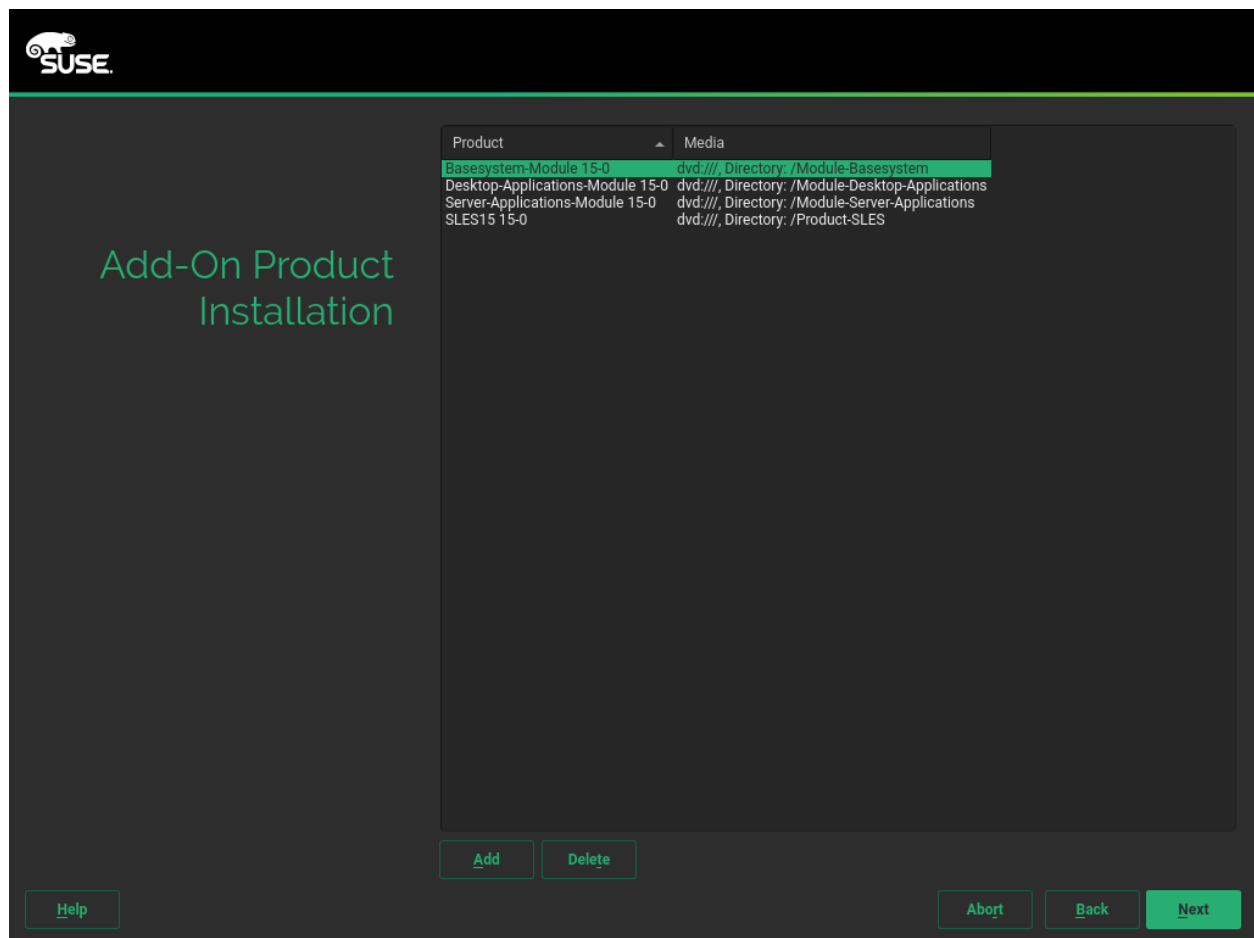 SUSE.
Add-On Product
Installation
Product Media
Basesystem-Module 15-0 dvd:///, Directory: /Module-Basesystem
Desktop-Applications-Module 15-0 dvd:///, Directory: /Module-Desktop-Applications
Server-Applications-Module 15-0 dvd:///, Directory: /Module-Server-Applications
SLES15 15-0 dvd:///, Directory: /Product-SLES
Add Delete
Help Abort Back Next